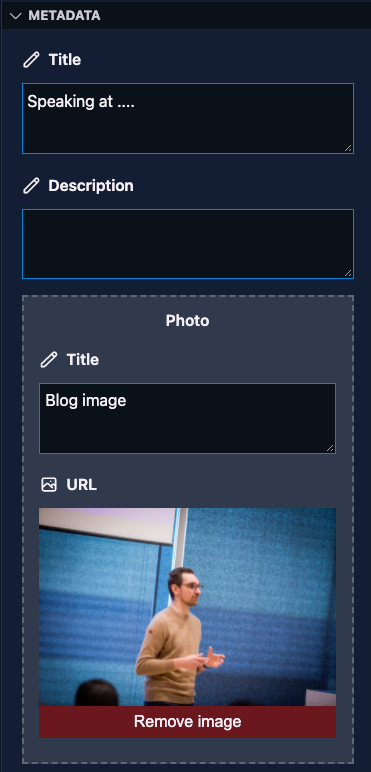 METADATA
Title
Speaking at ....
Description
Photo
Title
Blog image
URL
Remove image